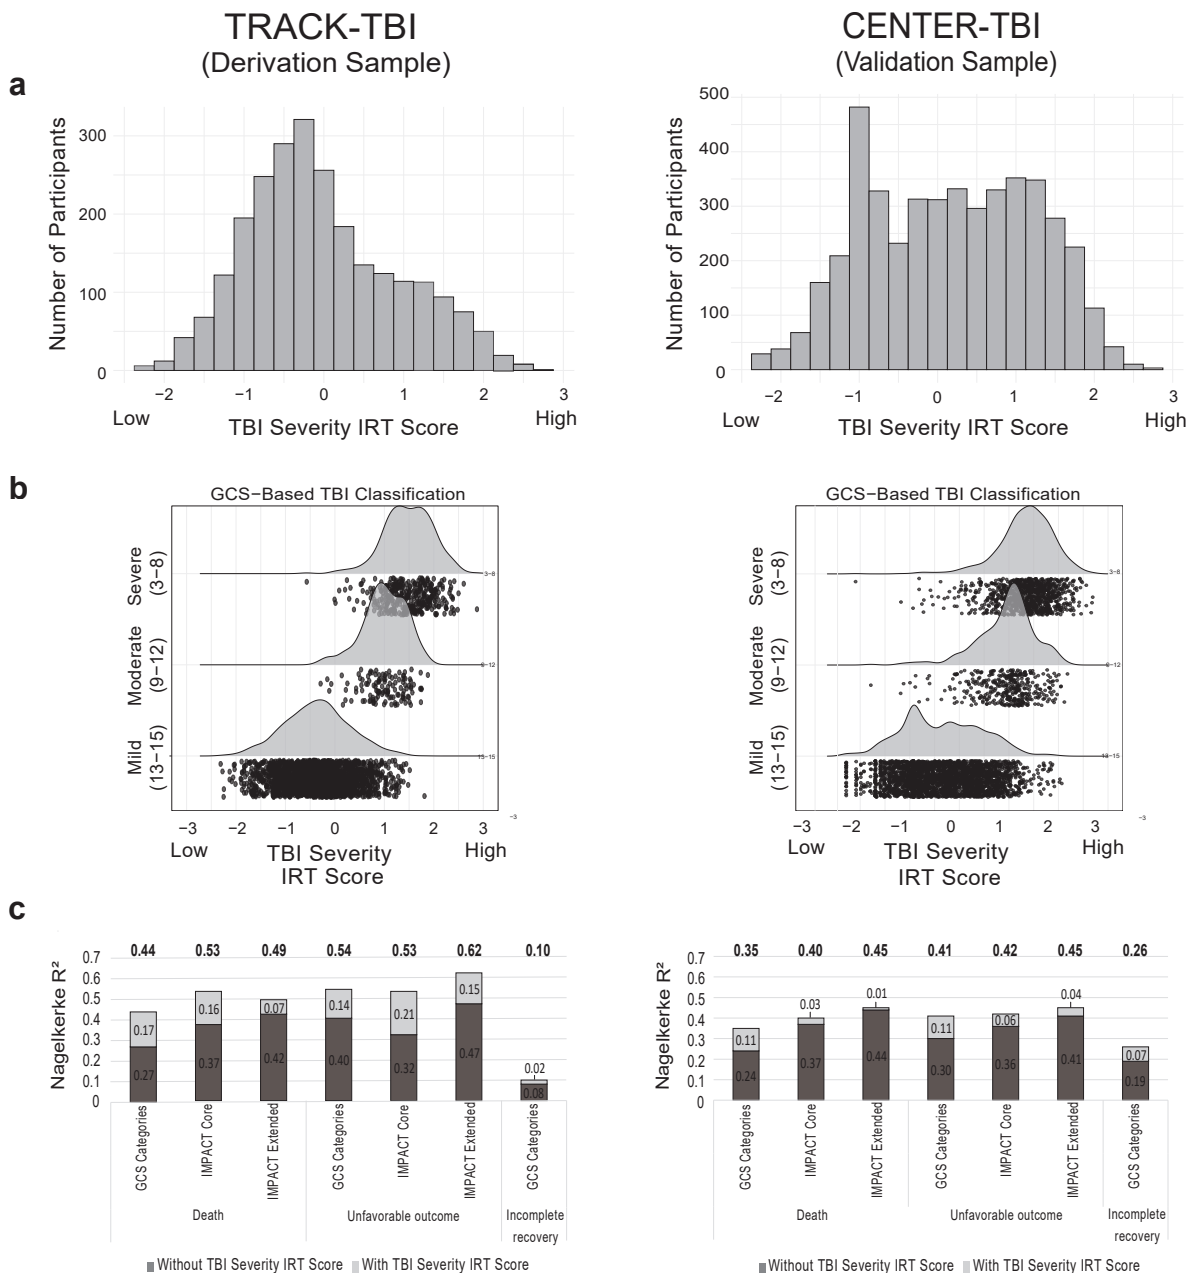 TRACK-TBI
(Derivation Sample)
CENTER-TBI
(Validation Sample)
a
Number of Participants
300
200
100
0
−2
−1
0
1
2
3
Low
TBI Severity IRT Score
High
Number of Participants
500
400
300
200
100
0
−2
−1
0
1
2
3
Low
TBI Severity IRT Score
High
b
GCS−Based TBI Classification
Severe
(3−8)
3−8
Moderate
(9−12)
9−12
Mild
(13−15)
13−15
−3
−3
−2
−1
0
1
2
3
Low
TBI Severity
IRT Score
High
GCS−Based TBI Classification
Severe
(3−8)
3−8
Moderate
(9−12)
9−12
Mild
(13−15)
13−15
−3
−3
−2
−1
0
1
2
3
Low
TBI Severity
IRT Score
High
c
Nagelkerke R²
0.44
0.53
0.49
0.54
0.53
0.62
0.10
0.7
0.6
0.5
0.4
0.3
0.2
0.1
0
0.17
0.27
0.16
0.37
0.07
0.42
0.14
0.40
0.21
0.32
0.15
0.47
0.02
0.08
GCS Categories
IMPACT Core
IMPACT Extended
GCS Categories
IMPACT Core
IMPACT Extended
GCS Categories
Death
Unfavorable outcome
Incomplete
recovery
Without TBI Severity IRT Score
With TBI Severity IRT Score
Nagelkerke R²
0.35
0.40
0.45
0.41
0.42
0.45
0.26
0.7
0.6
0.5
0.4
0.3
0.2
0.1
0
0.11
0.24
0.03
0.37
0.01
0.44
0.11
0.30
0.06
0.36
0.04
0.41
0.07
0.19
GCS Categories
IMPACT Core
IMPACT Extended
GCS Categories
IMPACT Core
IMPACT Extended
GCS Categories
Death
Unfavorable outcome
Incomplete
recovery
Without TBI Severity IRT Score
With TBI Severity IRT Score